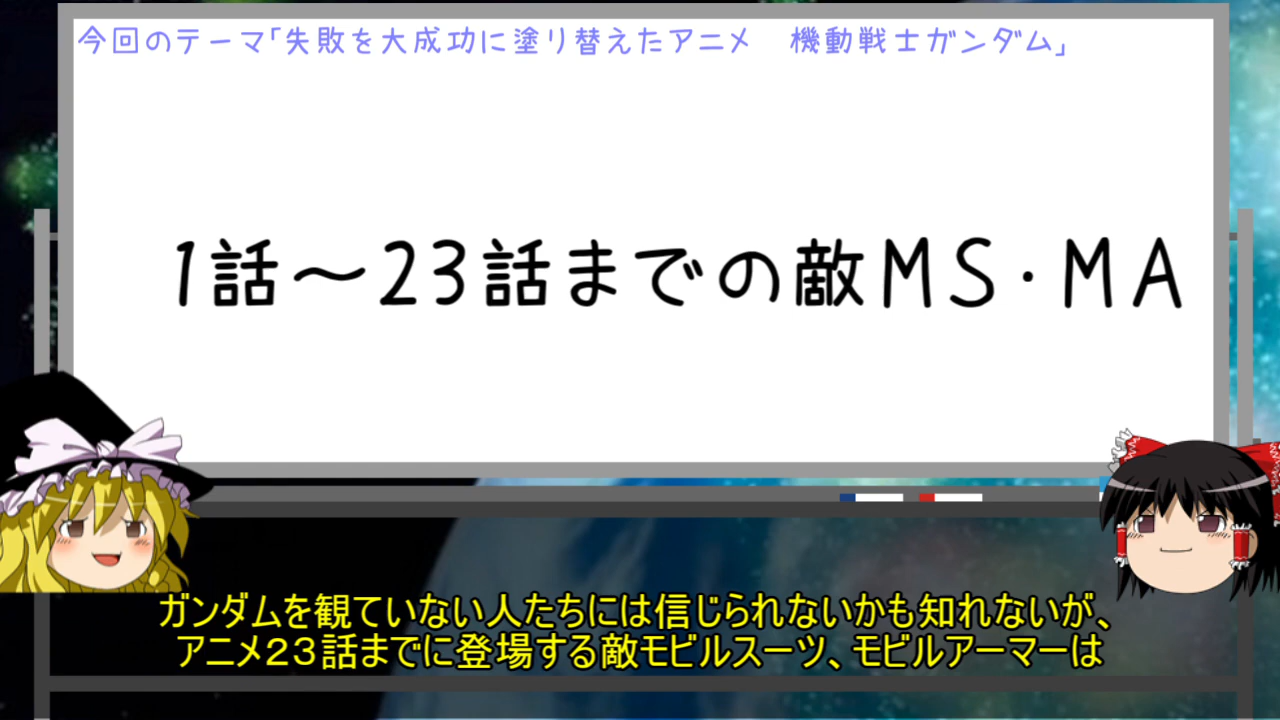 今回のテーマ「失敗を大成功に塗り替えたアニメ　機動戦士ガンダム」
1話～23話までの敵MS・MA
ガンダムを観ていない人たちには信じられないかも知れないが、
アニメ２３話までに登場する敵モビルスーツ、モビルアーマーは